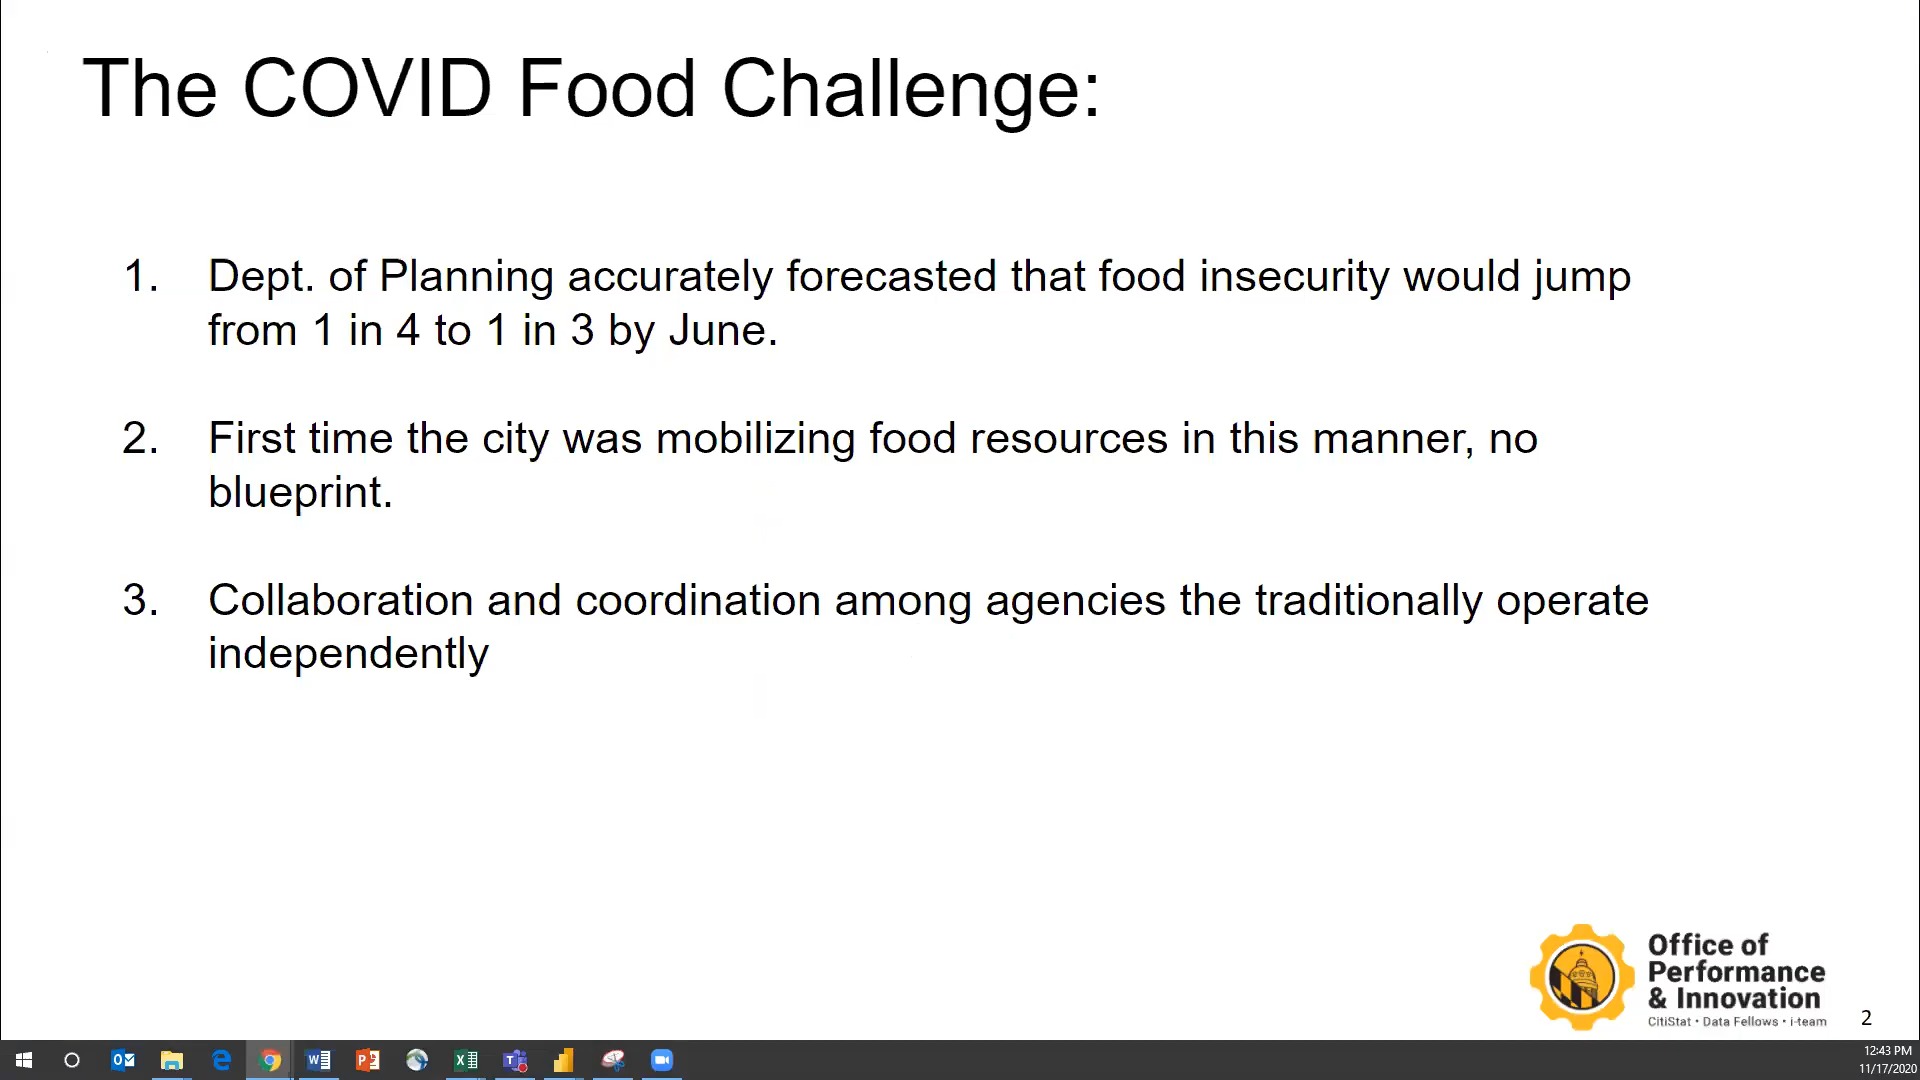 The COVID Food Challenge:
1. Dept. of Planning accurately forecasted that food insecurity would jump
from 1 in 4 to 1 in 3 by June.
2. First time the city was mobilizing food resources in this manner, no
blueprint.
3. Collaboration and coordination among agencies the traditionally operate
independently
Office of
Performance
& Innovation
CitiStat • Data Fellows • i-team
2
12:43 PM
11/17/2020